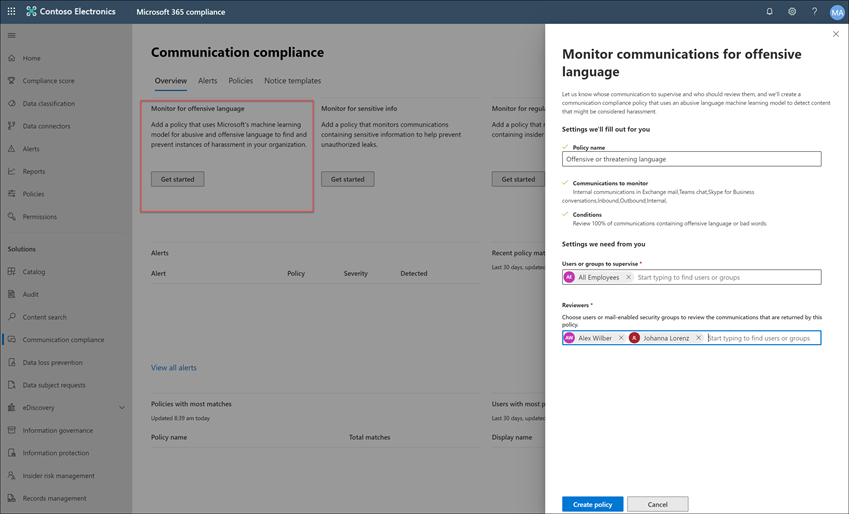 Contoso Electronics
Microsoft 365 compliance
?
MA
Home
Compliance score
Data classification
Data connectors
Alerts
Reports
Policies
Permissions
Solutions
Catalog
Audit
Content search
Communication compliance
Data loss prevention
Data subject requests
eDiscovery
Information governance
Information protection
Insider risk management
Records management
Communication compliance
Overview
Alerts
Policies
Notice templates
Monitor for offensive language
Add a policy that uses Microsoft's machine learning
model for abusive and offensive language to find and
prevent instances of harassment in your organization.
Get started
Monitor for sensitive info
Add a policy that monitors communications
containing sensitive information to help prevent
unauthorized leaks.
Get started
Monitor for regu
Add a policy tha
containing insider
Get started
Alerts
Alert
Policy
Severity
Detected
View all alerts
Recent policy mat
Last 30 days, updated
Policies with most matches
Updated 8:39 am today
Policy name
Total matches
Users with most p
Last 30 days, updated
Display name
Monitor communications for offensive
language
Let us know whose communication to supervise and who should review them, and we'll create a
communication compliance policy that uses an abusive language machine learning model to detect content
that might be considered harassment.
Settings we'll fill out for you
Policy name
Offensive or threatening language
Communications to monitor
Internal communications in Exchange mail,Teams chat,Skype for Business
conversations,Inbound,Outbound,Internal,
Conditions
Review 100% of communications containing offensive language or bad words.
Settings we need from you
Users or groups to supervise *
AE All Employees Start typing to find users or groups
Reviewers *
Choose users or mail-enabled security groups to review the communications that are returned by this
policy.
AW Alex Wilber JL Johanna Lorenz Start typing to find users or groups
Create policy
Cancel